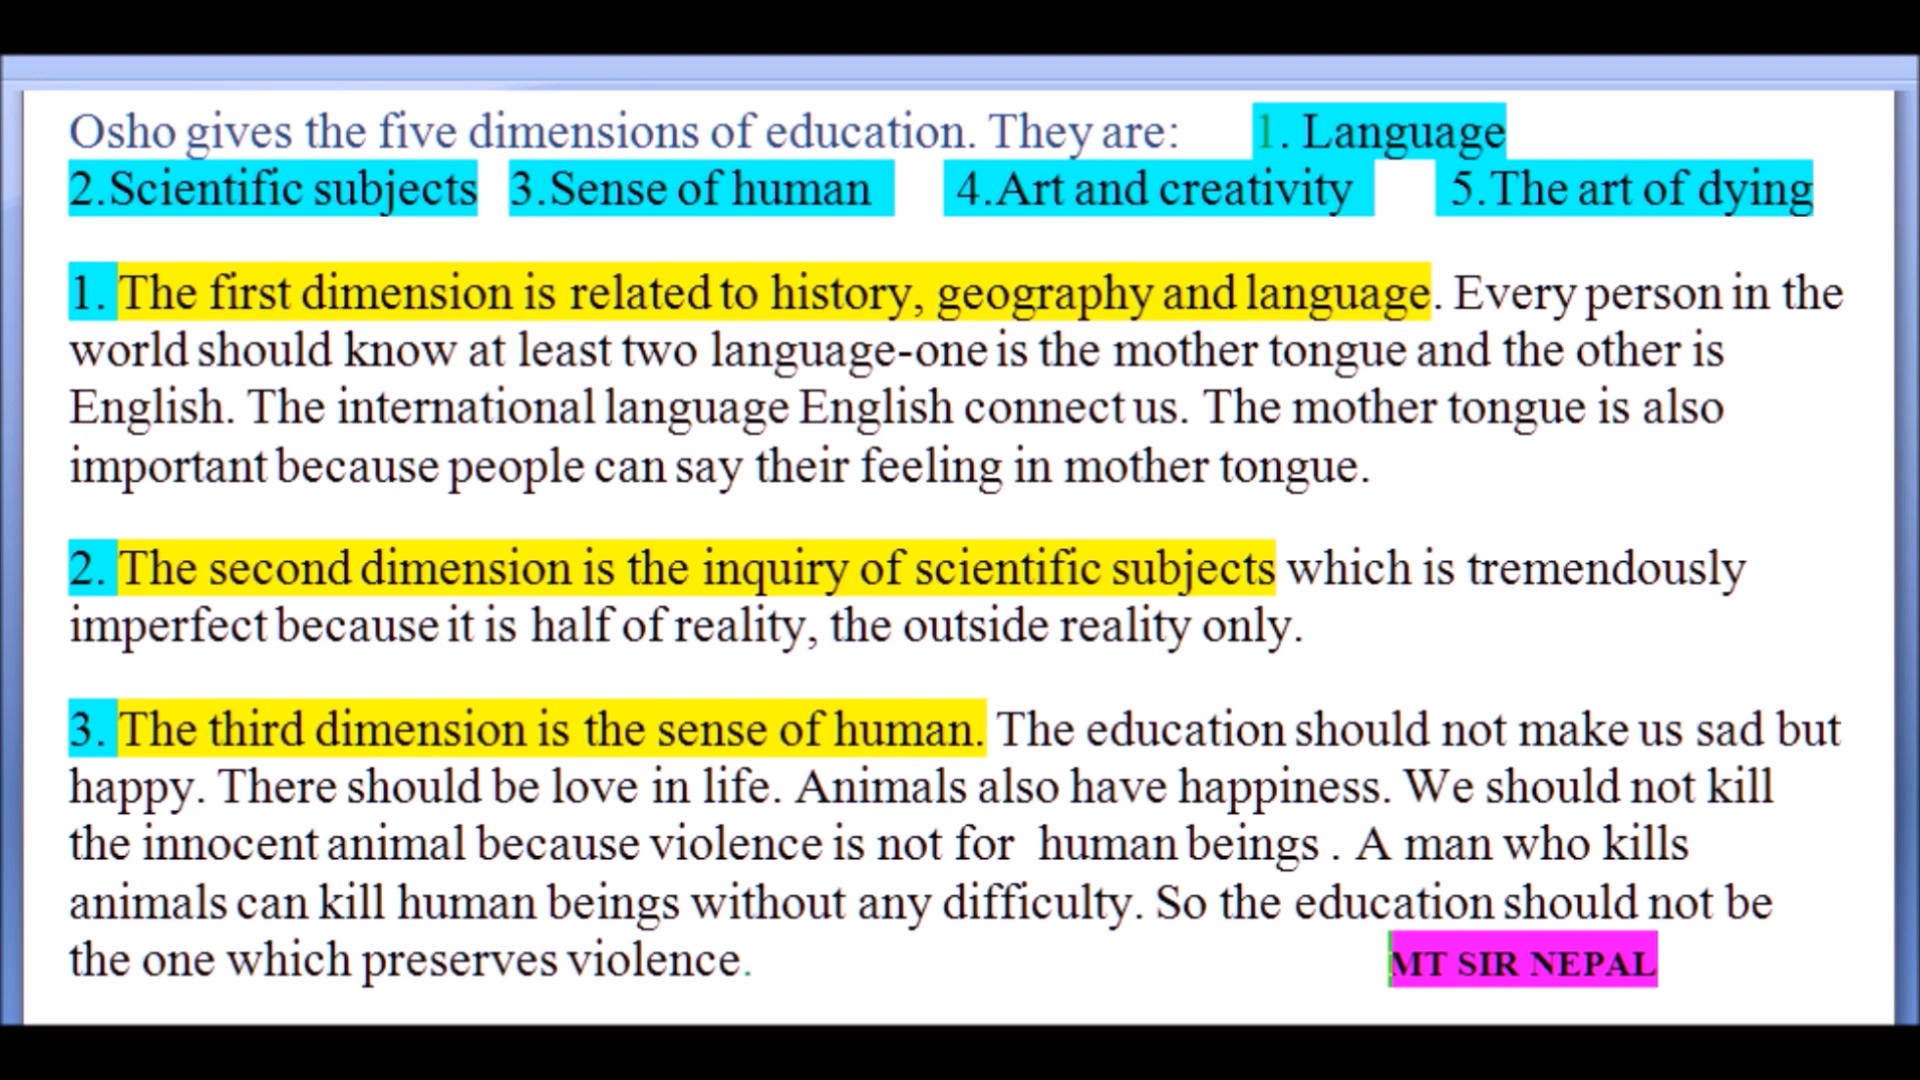 Osho gives the five dimensions of education. They are: 1. Language
2.Scientific subjects 3.Sense of human 4.Art and creativity 5.The art of dying
1. The first dimension is related to history, geography and language. Every person in the
world should know at least two language-one is the mother tongue and the other is
English. The international language English connect us. The mother tongue is also
important because people can say their feeling in mother tongue.
2. The second dimension is the inquiry of scientific subjects which is tremendously
imperfect because it is half of reality, the outside reality only.
3. The third dimension is the sense of human. The education should not make us sad but
happy. There should be love in life. Animals also have happiness. We should not kill
the innocent animal because violence is not for human beings . A man who kills
animals can kill human beings without any difficulty. So the education should not be
the one which preserves violence.
MT SIR NEPAL